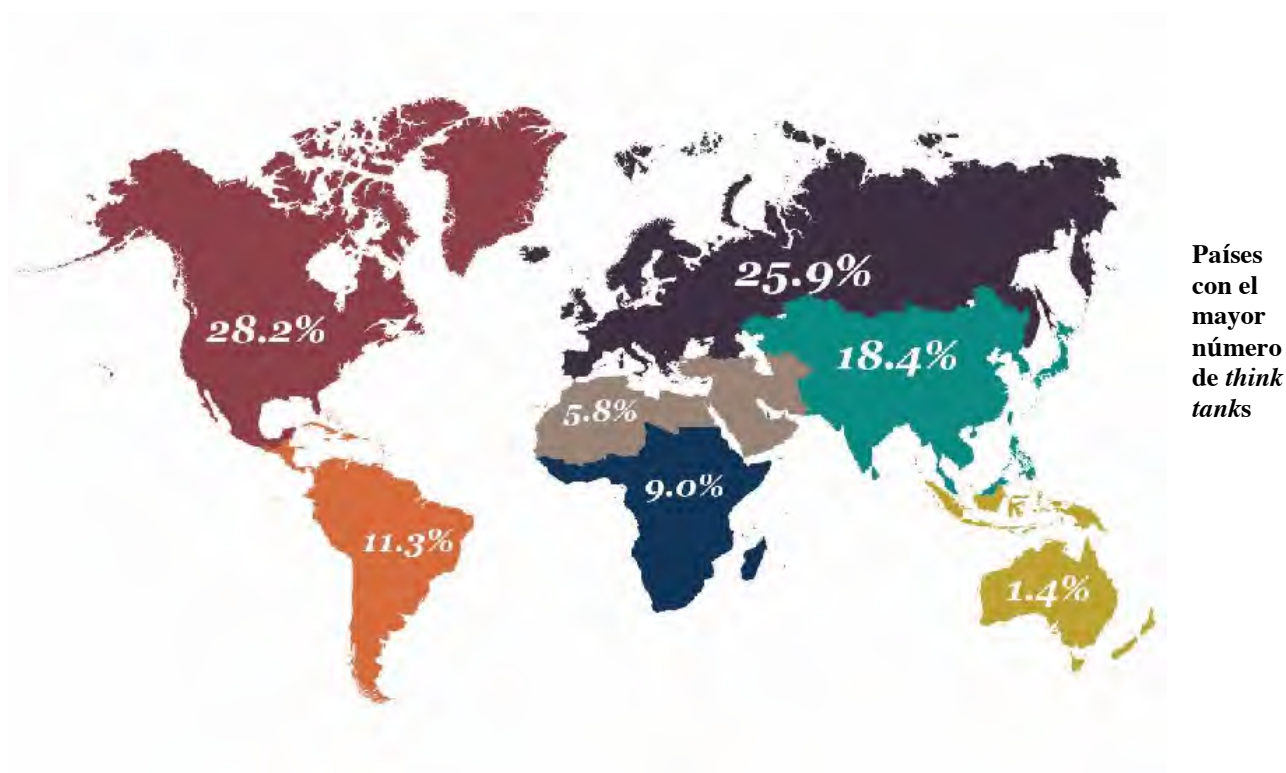 25.9%
28.2%
18.4%
5.8%
9.0%
11.3%
1.4%
Países
con el
mayor
número
de think
tanks